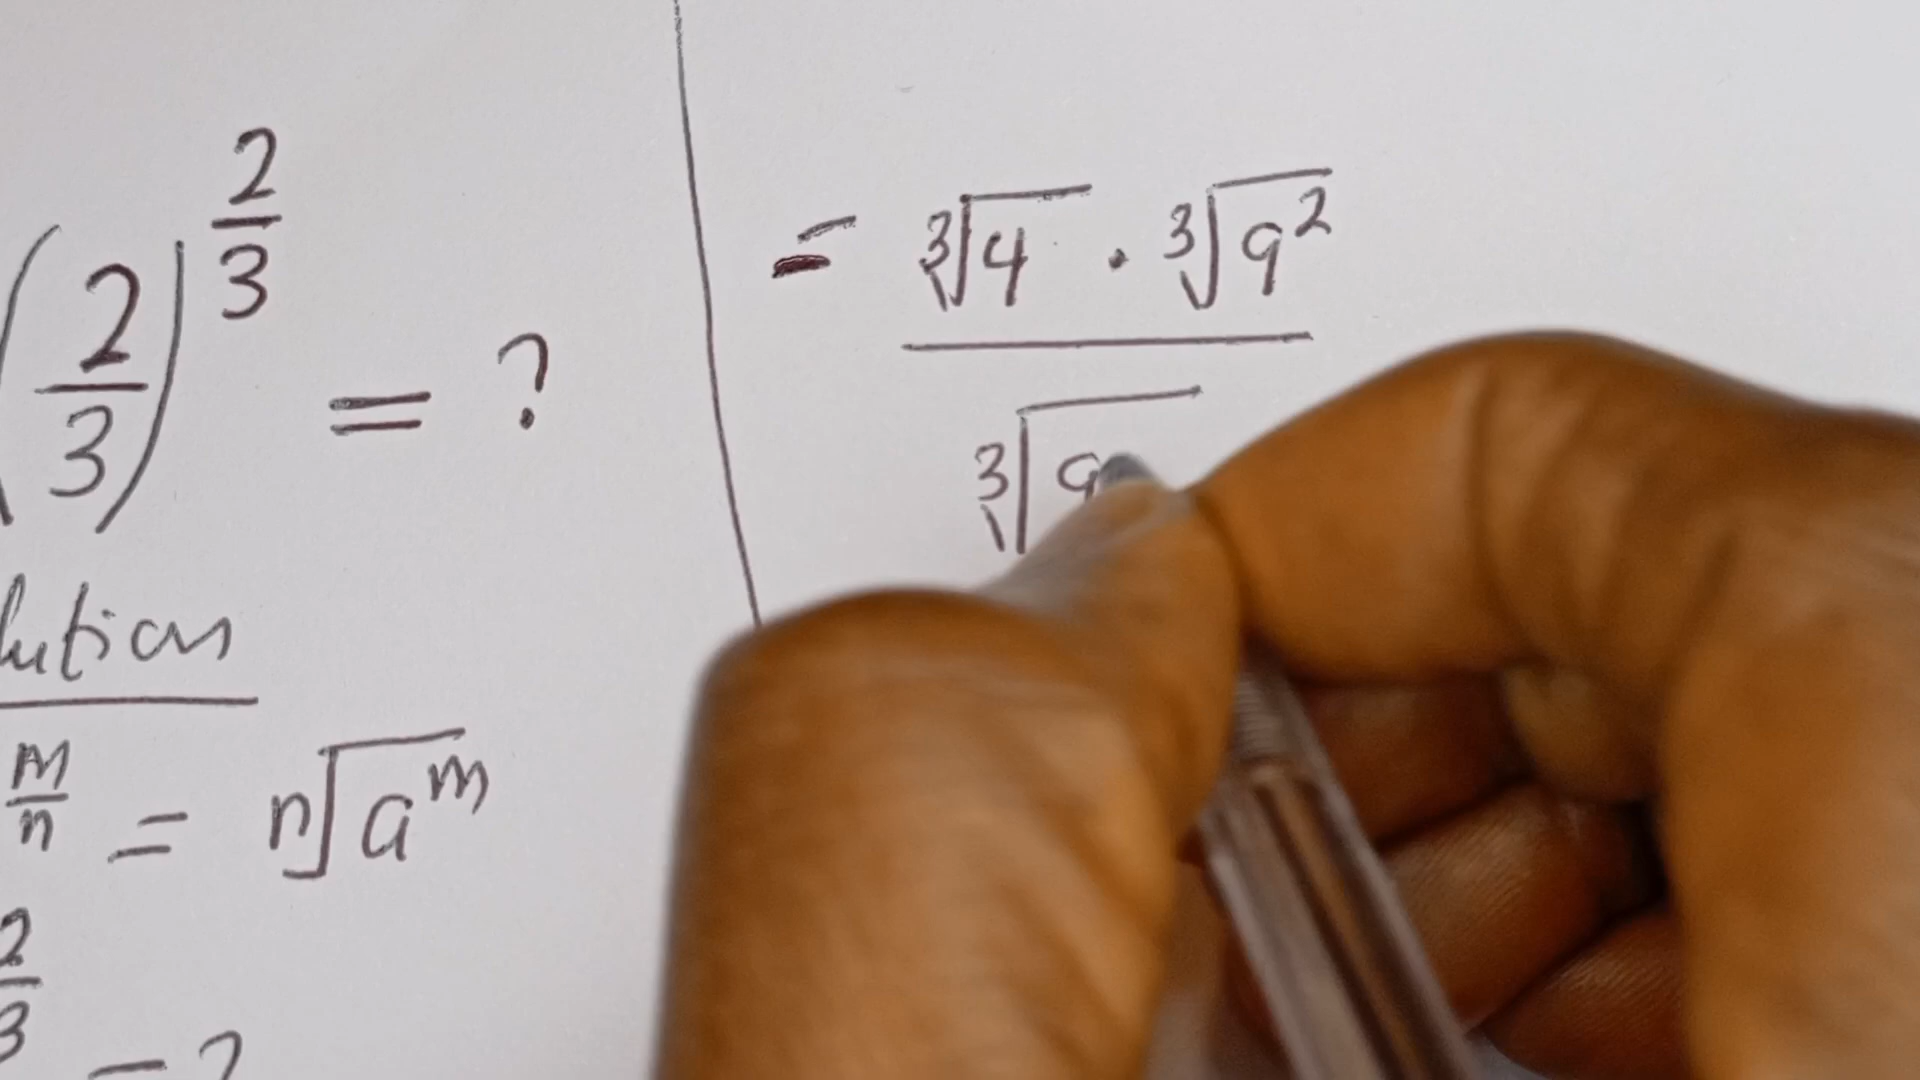 (2/3)^(2/3) = ?
lution
m/n = ⁿ√a^m
2/3 = ?
= ∛4 · ∛9²
∛9